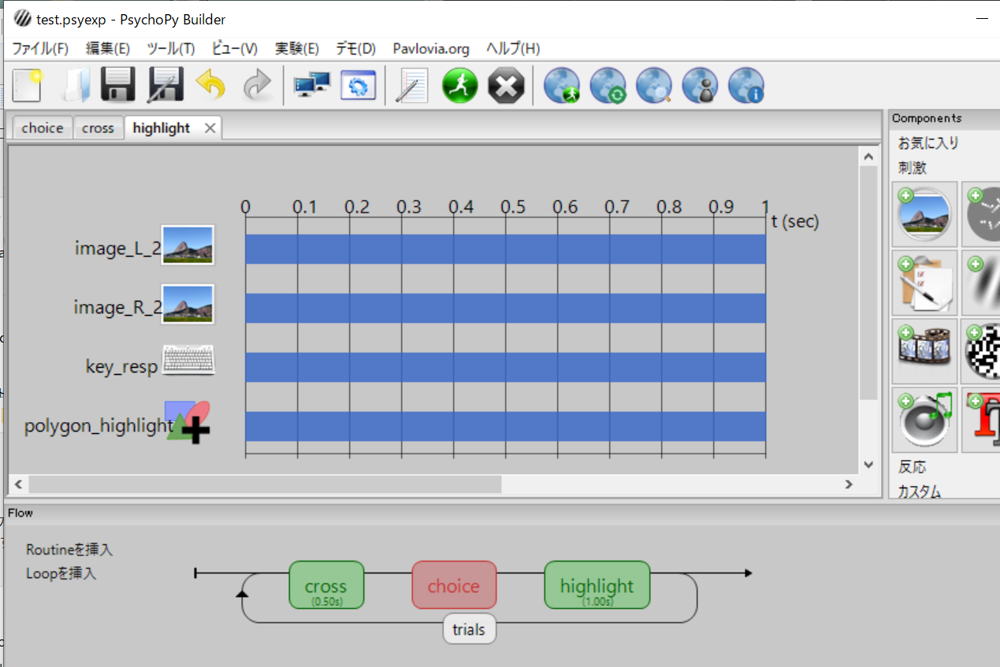 test.psyexp - PsychoPy Builder
ファイル(F) 編集(E) ツール(T) ビュー(V) 実験(E) デモ(D) Pavlovia.org ヘルプ(H)
choice cross highlight
Components
お気に入り
刺激
0 0.1 0.2 0.3 0.4 0.5 0.6 0.7 0.8 0.9 1
t (sec)
image_L_2
image_R_2
key_resp
polygon_highlight
反応
カスタム
Flow
Routineを挿入
Loopを挿入
cross
(0.50s)
choice
highlight
(1.00s)
trials